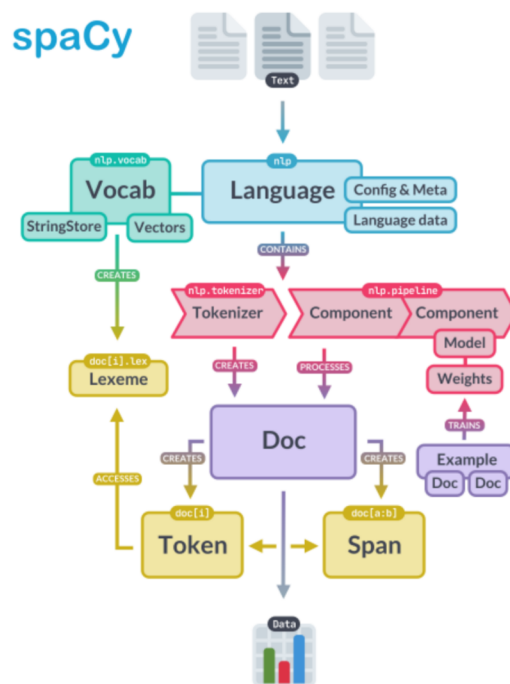 spaCy
Text
nlp.vocab
nlp
Vocab
Language
Config & Meta
StringStore
Vectors
Language data
CONTAINS
CREATES
nlp.tokenizer
nlp.pipeline
Tokenizer
Component
Component
Model
doc[i].lex
Lexeme
CREATES
PROCESSES
Weights
TRAINS
Doc
CREATES
CREATES
Example
Doc
Doc
ACCESSES
doc[i]
doc[a:b]
Token
Span
Data